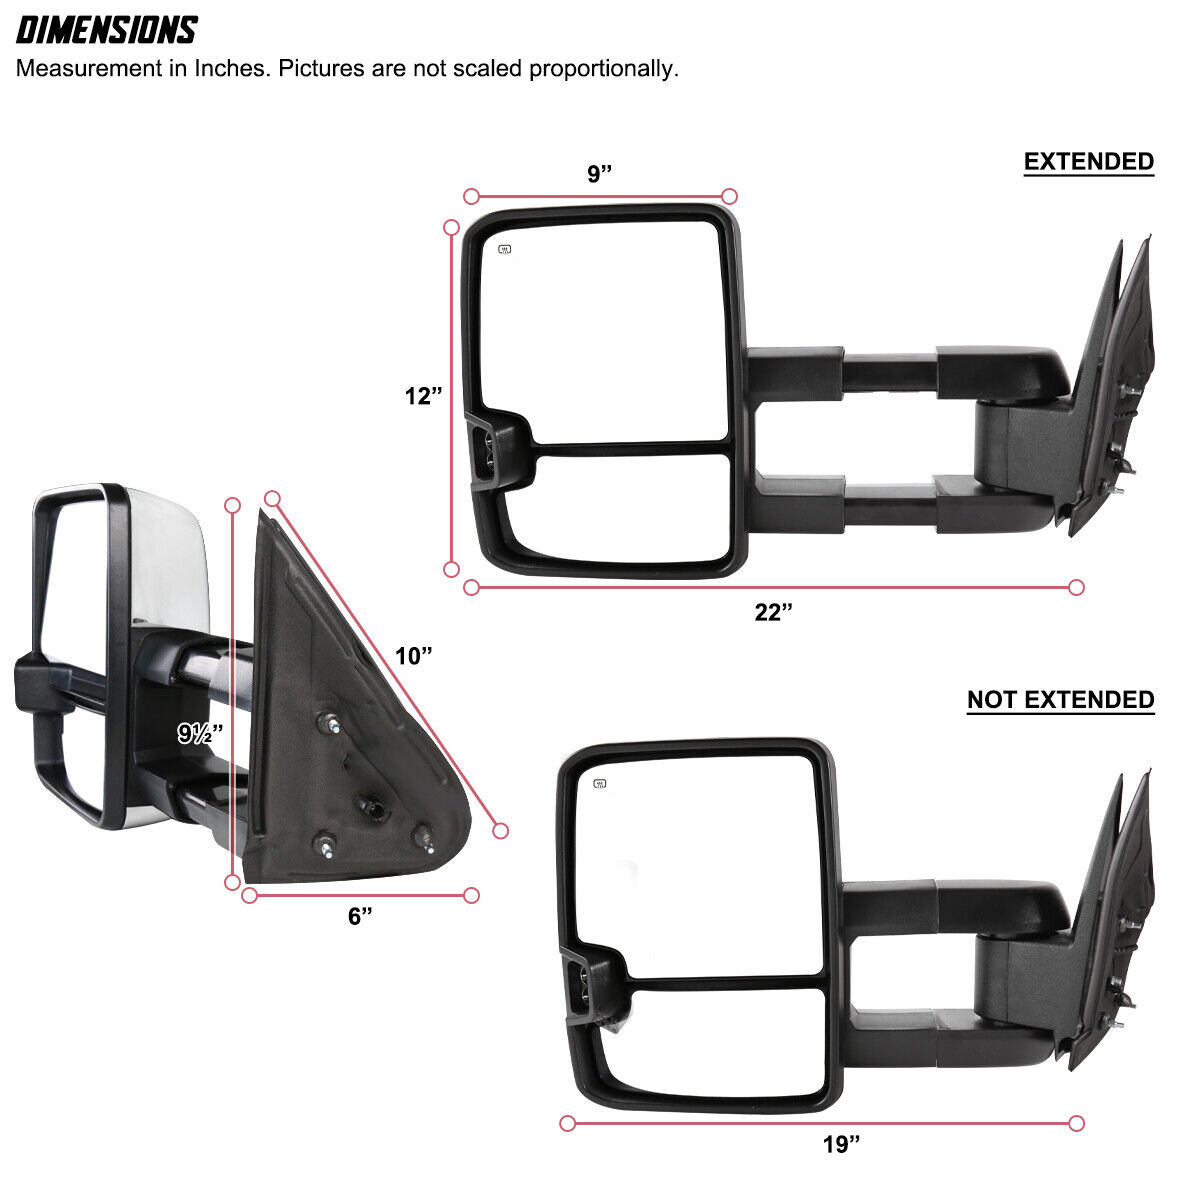 DIMENSIONS
Measurement in Inches. Pictures are not scaled proportionally.
EXTENDED
9”
12”
22”
10”
9½”
6”
NOT EXTENDED
19”